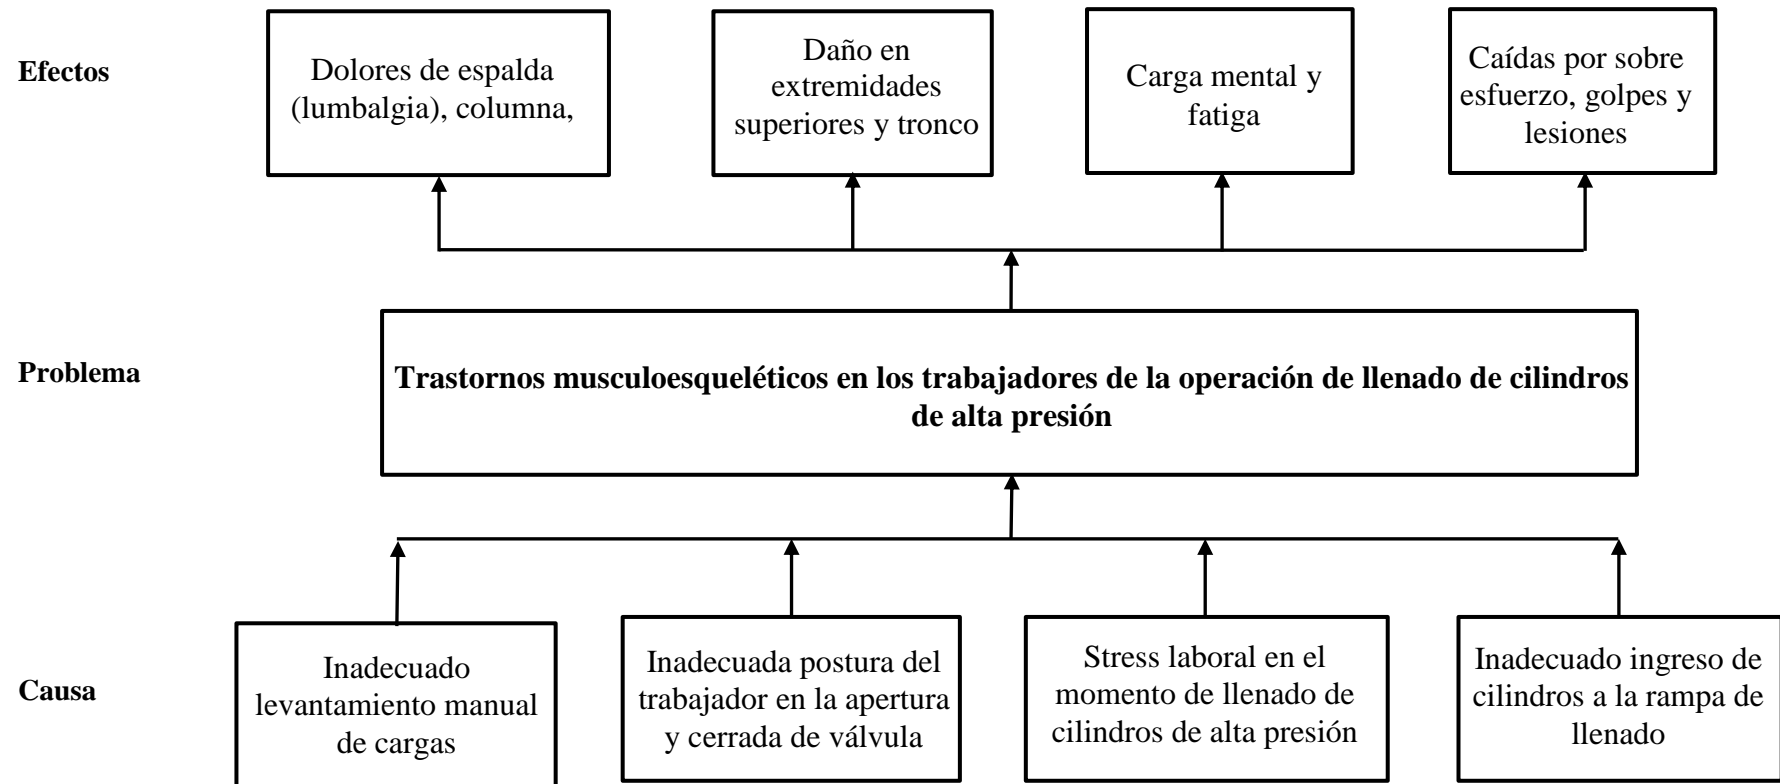 Efectos
Dolores de espalda
(lumbalgia), columna,
Daño en
extremidades
superiores y tronco
Carga mental y
fatiga
Caídas por sobre
esfuerzo, golpes y
lesiones
Problema
Trastornos musculoesqueléticos en los trabajadores de la operación de llenado de cilindros
de alta presión
Causa
Inadecuado
levantamiento manual
de cargas
Inadecuada postura del
trabajador en la apertura
y cerrada de válvula
Stress laboral en el
momento de llenado de
cilindros de alta presión
Inadecuado ingreso de
cilindros a la rampa de
llenado